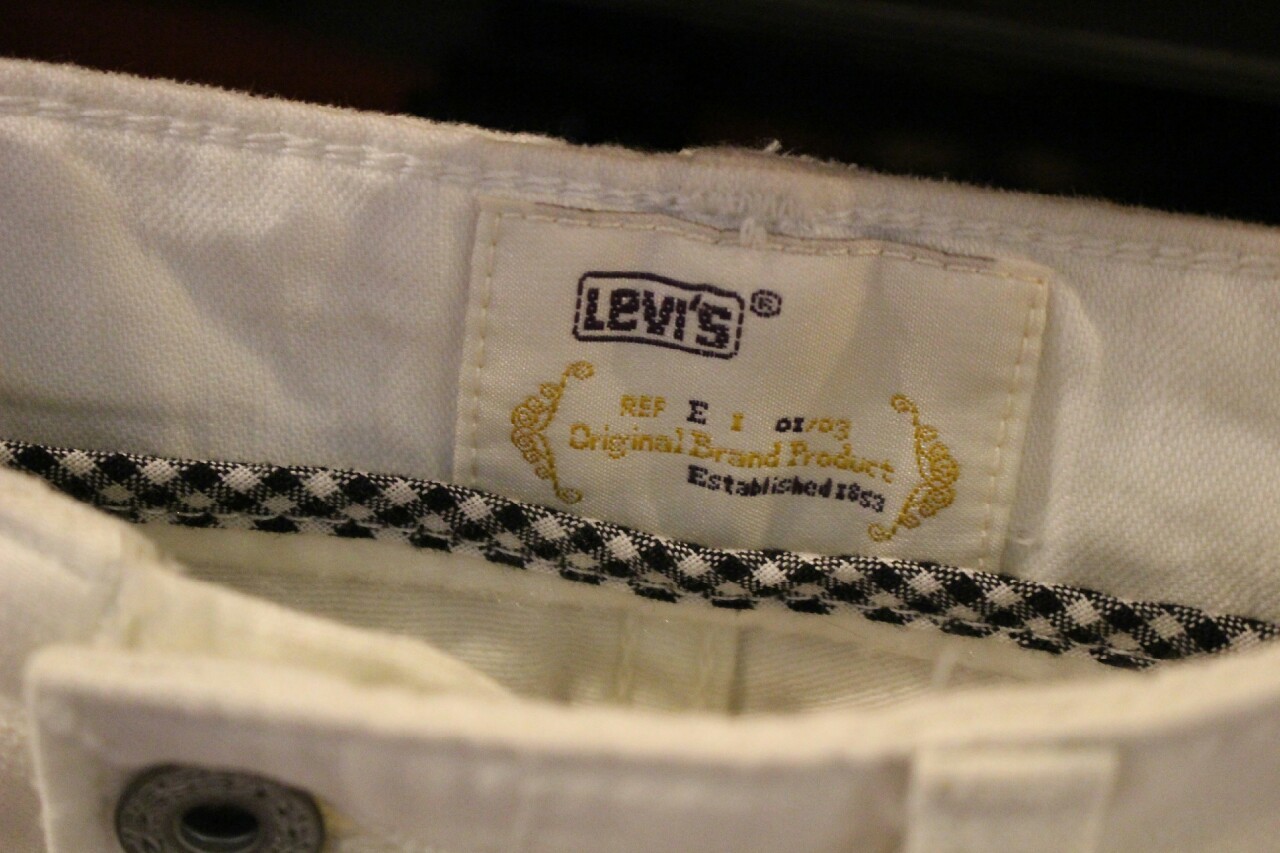 Levi's®
REF E I 01/03
Original Brand Product
Established 1853